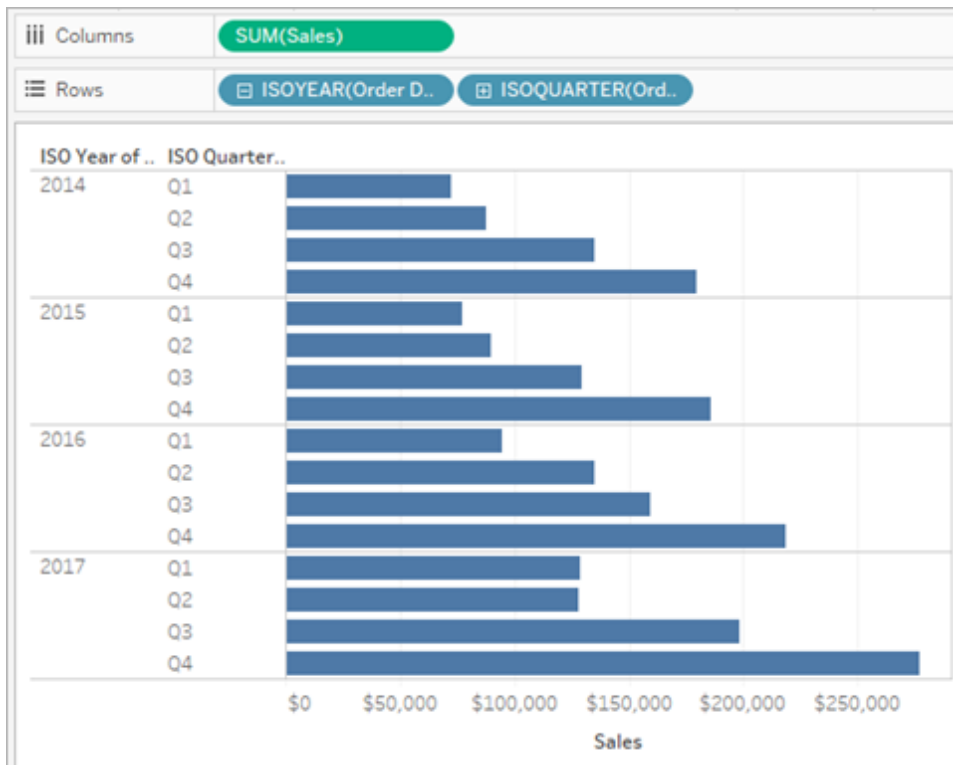 Columns SUM(Sales)
Rows ISOYEAR(Order D.. ISOQUARTER(Ord..
ISO Year of .. ISO Quarter..
2014 Q1
Q2
Q3
Q4
2015 Q1
Q2
Q3
Q4
2016 Q1
Q2
Q3
Q4
2017 Q1
Q2
Q3
Q4
$0 $50,000 $100,000 $150,000 $200,000 $250,000
Sales